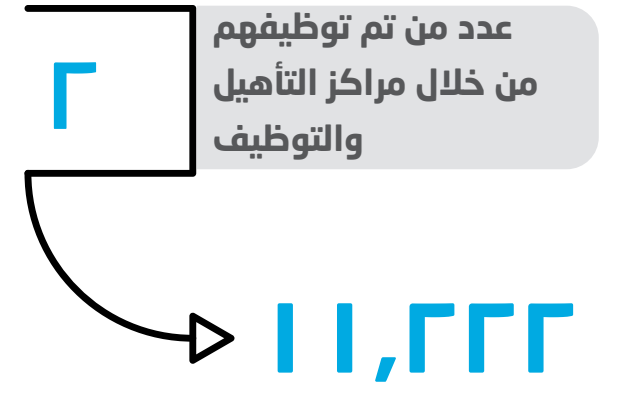 ٢
عدد من تم توظيفهم
من خلال مراكز التأهيل
والتوظيف
١١,٢٢٢